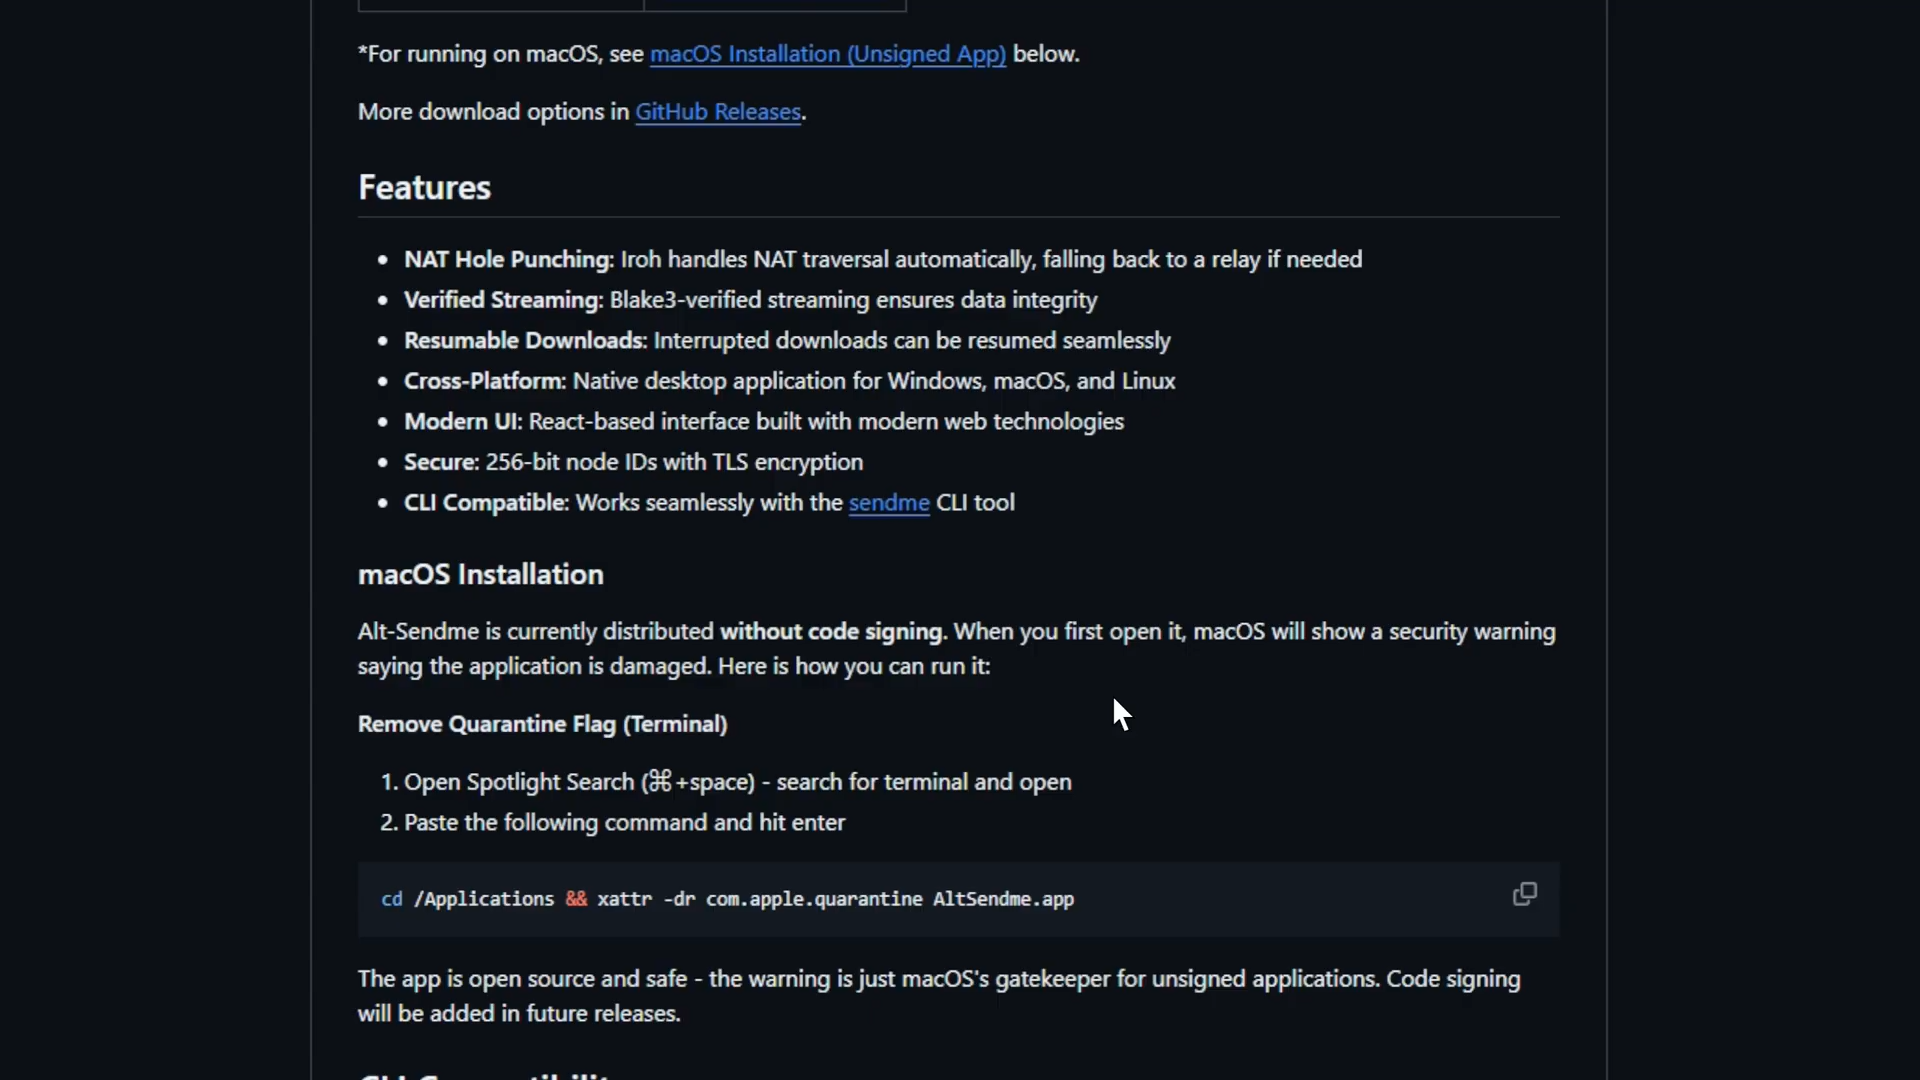 *For running on macOS, see macOS Installation (Unsigned App) below.
More download options in GitHub Releases.
Features
• NAT Hole Punching: Iroh handles NAT traversal automatically, falling back to a relay if needed
• Verified Streaming: Blake3-verified streaming ensures data integrity
• Resumable Downloads: Interrupted downloads can be resumed seamlessly
• Cross-Platform: Native desktop application for Windows, macOS, and Linux
• Modern UI: React-based interface built with modern web technologies
• Secure: 256-bit node IDs with TLS encryption
• CLI Compatible: Works seamlessly with the sendme CLI tool
macOS Installation
Alt-Sendme is currently distributed without code signing. When you first open it, macOS will show a security warning
saying the application is damaged. Here is how you can run it:
Remove Quarantine Flag (Terminal)
1. Open Spotlight Search (⌘+space) - search for terminal and open
2. Paste the following command and hit enter
cd /Applications && xattr -dr com.apple.quarantine AltSendme.app
The app is open source and safe - the warning is just macOS's gatekeeper for unsigned applications. Code signing
will be added in future releases.